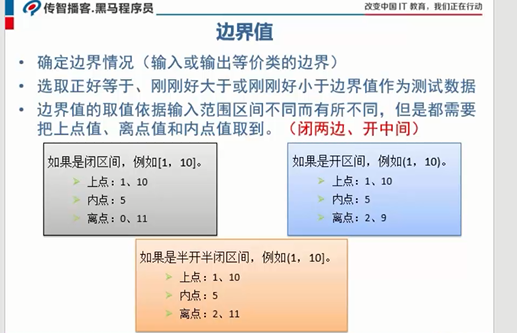 传智播客.黑马程序员
改变中国 IT 教育，我们正在行动
边界值
• 确定边界情况（输入或输出等价类的边界）
• 选取正好等于、刚刚好大于或刚刚好小于边界值作为测试数据
• 边界值的取值依据输入范围区间不同而有所不同，但是都需要
把上点值、离点值和内点值取到。（闭两边、开中间）
如果是闭区间，例如[1，10]。
上点：1、10
内点：5
离点：0、11
如果是开区间，例如(1，10)。
上点：1、10
内点：5
离点：2、9
如果是半开半闭区间，例如(1，10]。
上点：1、10
内点：5
离点：2、11